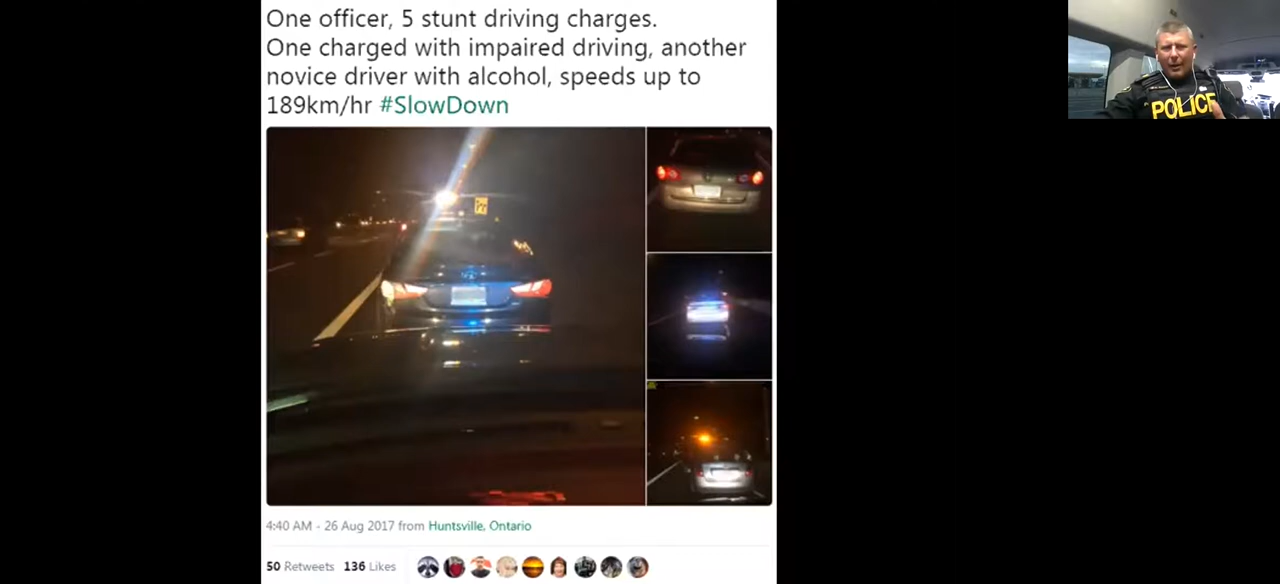 One officer, 5 stunt driving charges.
One charged with impaired driving, another
novice driver with alcohol, speeds up to
189km/hr #SlowDown
4:40 AM - 26 Aug 2017 from Huntsville, Ontario
50 Retweets 136 Likes
POLICE